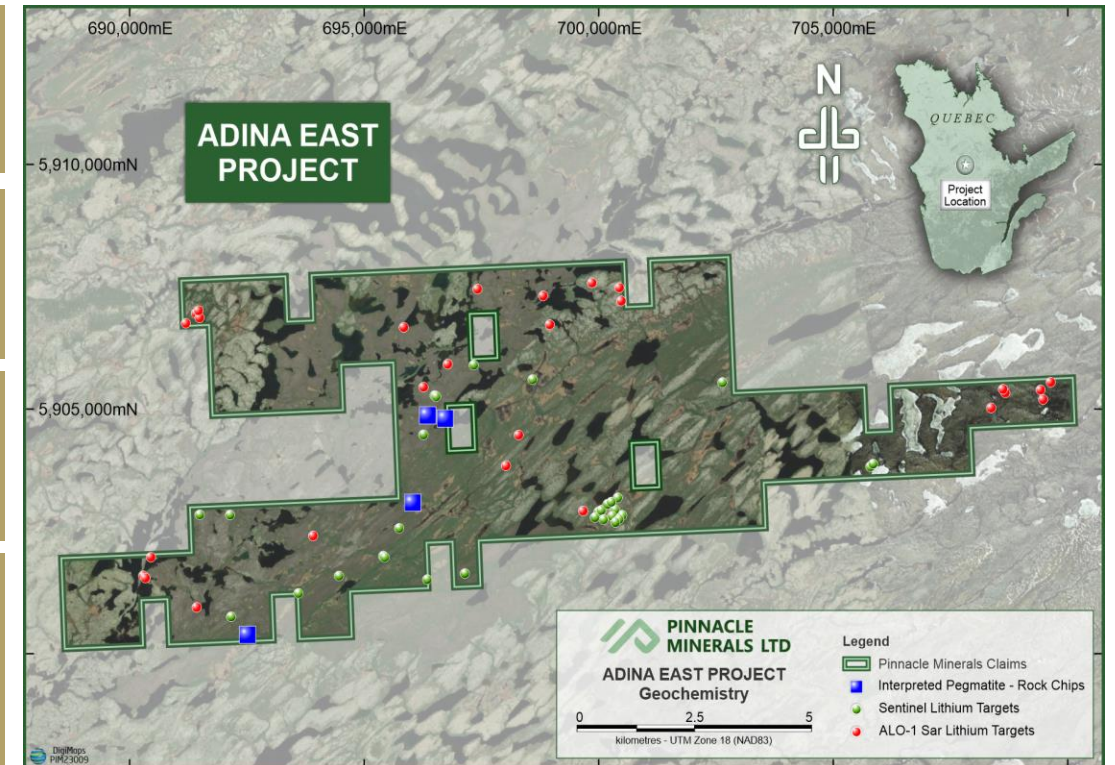 690,000mE
695,000mE
700,000mE
705,000mE
N
QUEBEC
Project
Location
ADINA EAST
PROJECT
5,910,000mN
5,905,000mN
PINNACLE
MINERALS LTD
ADINA EAST PROJECT
Geochemistry
0 2.5 5
kilometres - UTM Zone 18 (NAD83)
Legend
Pinnacle Minerals Claims
Interpreted Pegmatite - Rock Chips
Sentinel Lithium Targets
ALO-1 Sar Lithium Targets
DigiMaps
PIM23009